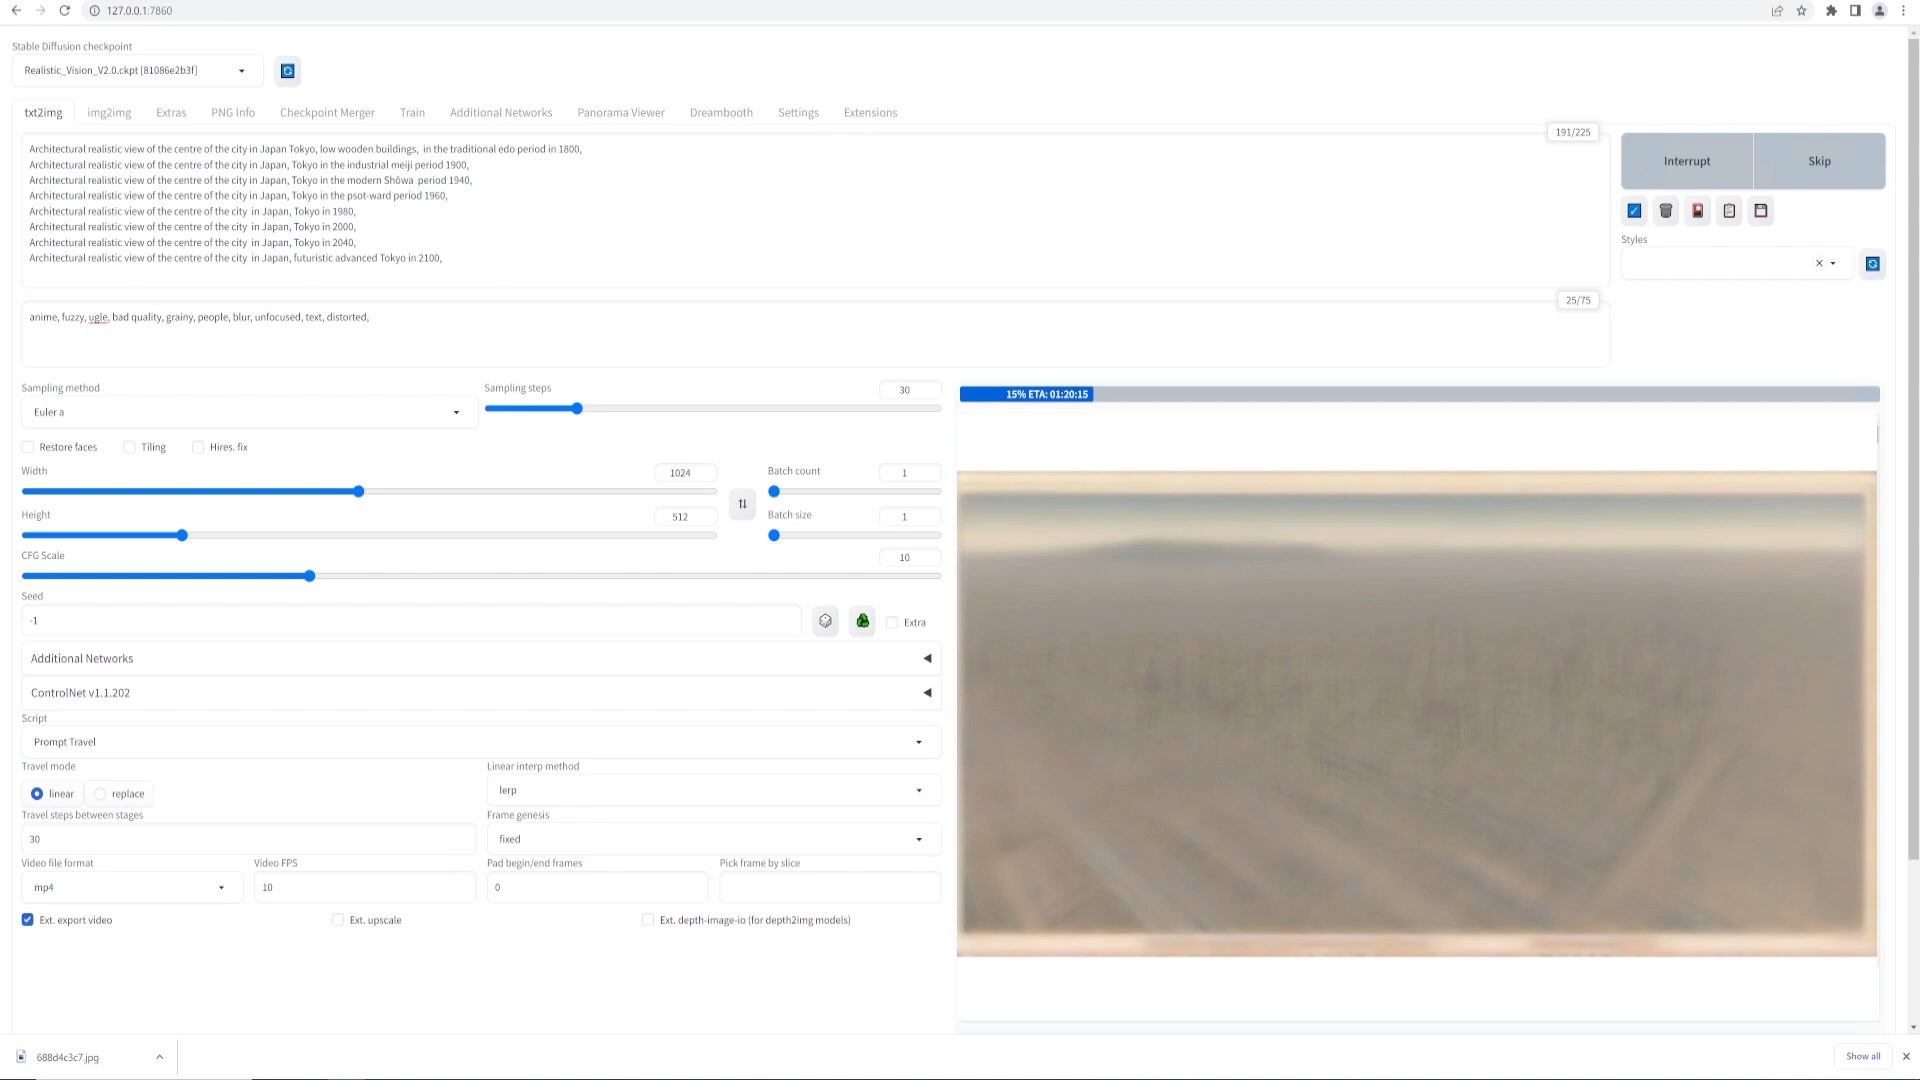 127.0.0.1:7860
Stable Diffusion checkpoint
Realistic_Vision_V2.0.ckpt [81086e2b3f]
txt2img img2img Extras PNG Info Checkpoint Merger Train Additional Networks Panorama Viewer Dreambooth Settings Extensions
191/225
Architectural realistic view of the centre of the city in Japan Tokyo, low wooden buildings, in the traditional edo period in 1800,
Architectural realistic view of the centre of the city in Japan, Tokyo in the industrial meiji period 1900,
Architectural realistic view of the centre of the city in Japan, Tokyo in the modern Shōwa period 1940,
Architectural realistic view of the centre of the city in Japan, Tokyo in the psot-ward period 1960,
Architectural realistic view of the centre of the city in Japan, Tokyo in 1980,
Architectural realistic view of the centre of the city in Japan, Tokyo in 2000,
Architectural realistic view of the centre of the city in Japan, Tokyo in 2040,
Architectural realistic view of the centre of the city in Japan, futuristic advanced Tokyo in 2100,
Interrupt Skip
Styles
25/75
anime, fuzzy, ugle, bad quality, grainy, people, blur, unfocused, text, distorted,
Sampling method
Euler a
Sampling steps
30
Restore faces Tiling Hires. fix
Width
1024
Batch count
1
Height
512
Batch size
1
CFG Scale
10
Seed
-1
Extra
Additional Networks
ControlNet v1.1.202
Script
Prompt Travel
Travel mode
linear replace
Linear interp method
lerp
Travel steps between stages
30
Frame genesis
fixed
Video file format
mp4
Video FPS
10
Pad begin/end frames
0
Pick frame by slice
Ext. export video Ext. upscale Ext. depth-image-io (for depth2img models)
15% ETA: 01:20:15
688d4c3c7.jpg
Show all